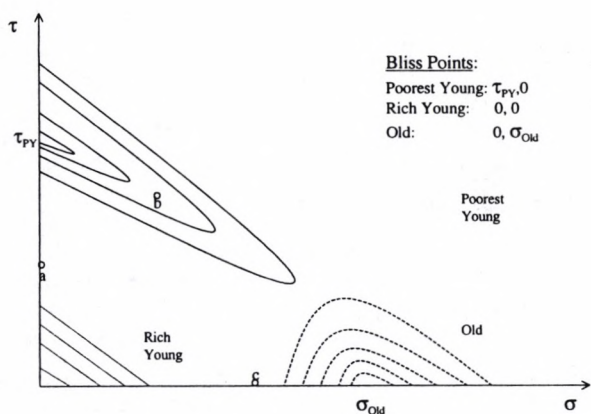 τ
Bliss Points:
Poorest Young: τPY,0
Rich Young: 0, 0
Old: 0, σOld
τPY
b
Poorest
Young
a
Rich
Young
Old
c
σOld
σ